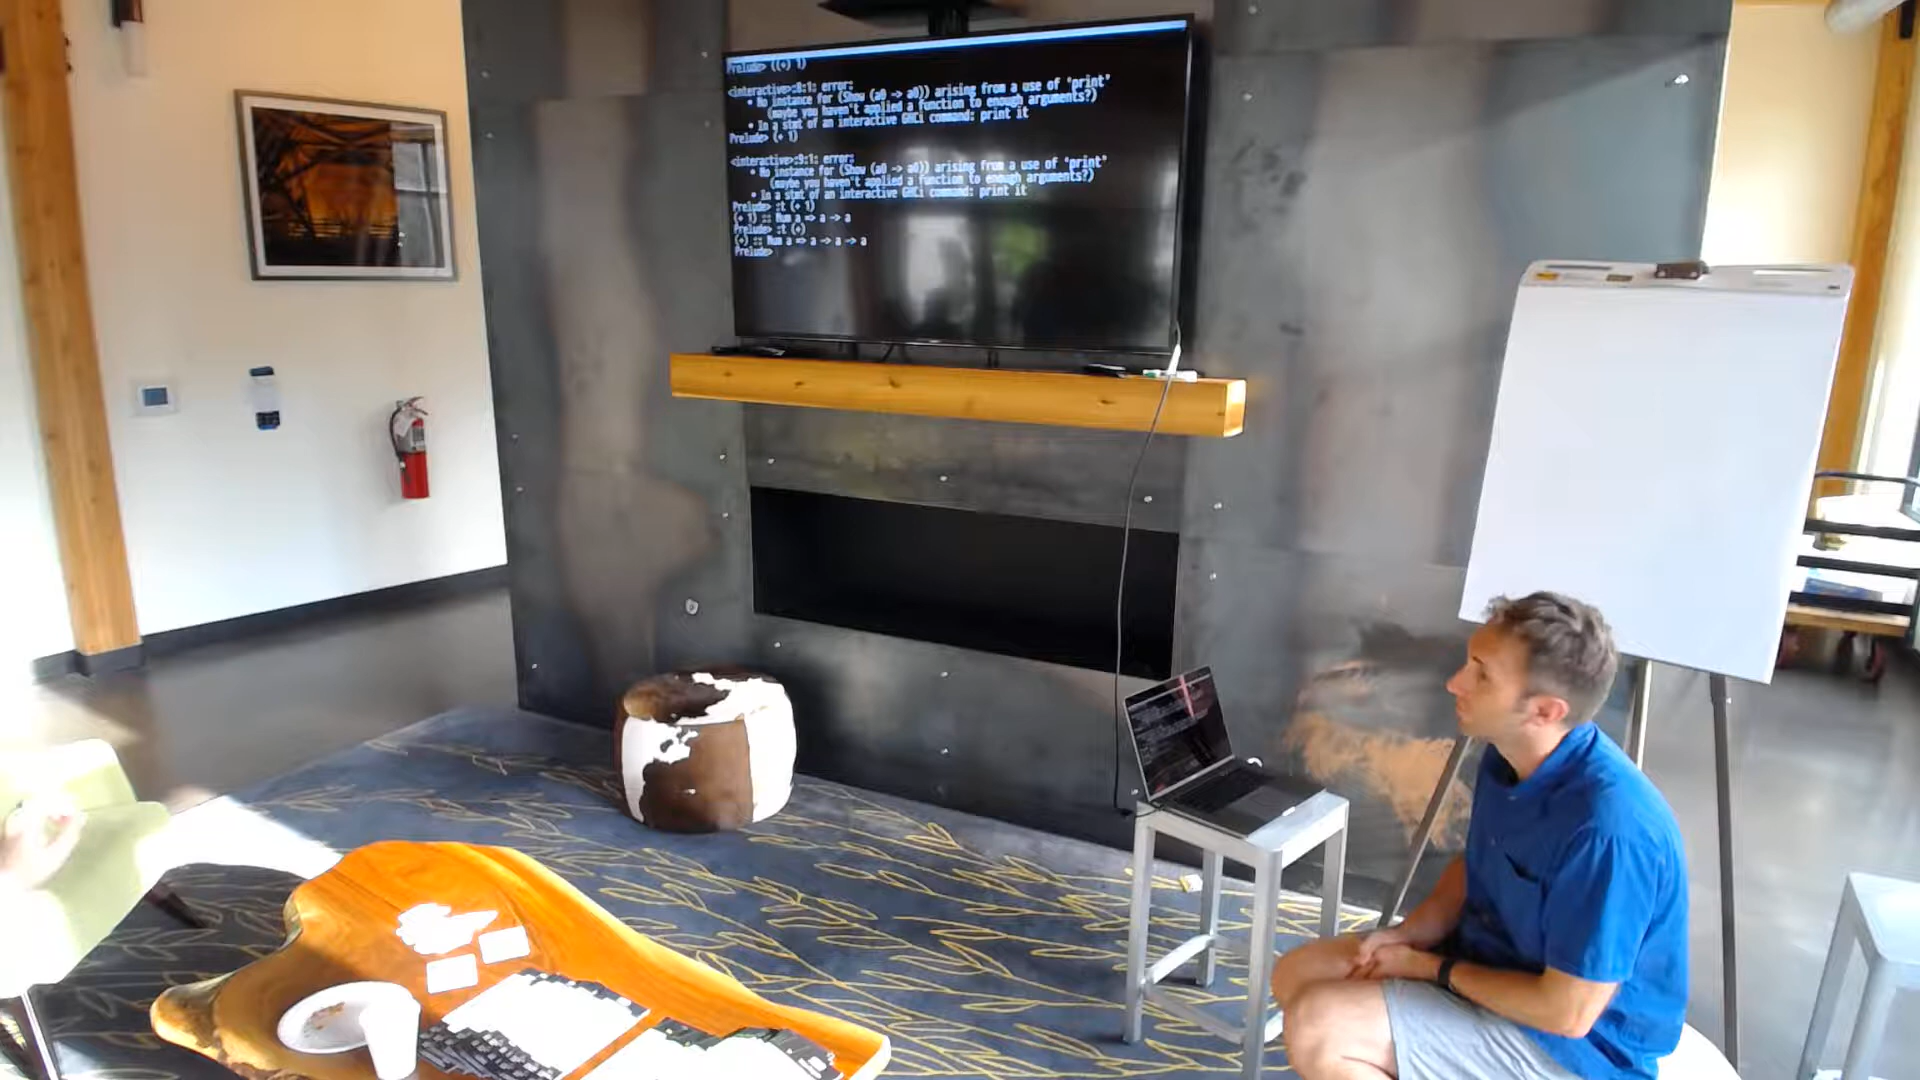 Prelude> ((+) 1)
<interactive>:8:1: error:
• No instance for (Show (a0 -> a0)) arising from a use of ‘print’
(maybe you haven't applied a function to enough arguments?)
• In a stmt of an interactive GHCi command: print it
Prelude> (+ 1)
<interactive>:9:1: error:
• No instance for (Show (a0 -> a0)) arising from a use of ‘print’
(maybe you haven't applied a function to enough arguments?)
• In a stmt of an interactive GHCi command: print it
Prelude> :t (+ 1)
(+ 1) :: Num a => a -> a
Prelude> :t (+)
(+) :: Num a => a -> a -> a
Prelude>